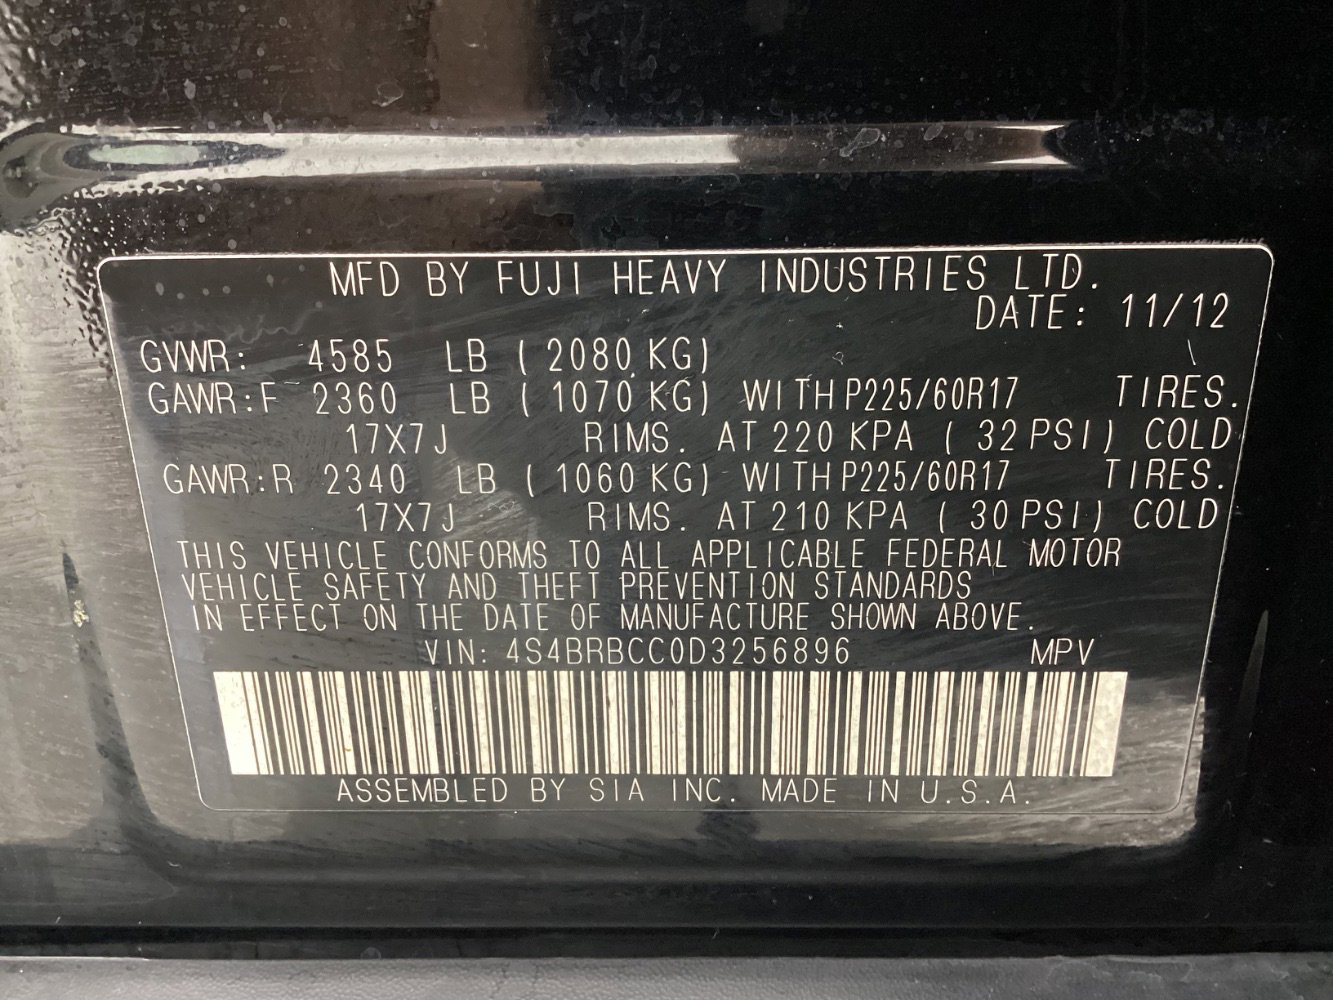 MFD BY FUJI HEAVY INDUSTRIES LTD.
DATE: 11/12
GVWR: 4585 LB ( 2080 KG)
GAWR:F 2360 LB ( 1070 KG) WITH P225/60R17 TIRES.
17X7J RIMS. AT 220 KPA ( 32 PSI) COLD
GAWR:R 2340 LB ( 1060 KG) WITH P225/60R17 TIRES.
17X7J RIMS. AT 210 KPA ( 30 PSI) COLD
THIS VEHICLE CONFORMS TO ALL APPLICABLE FEDERAL MOTOR
VEHICLE SAFETY AND THEFT PREVENTION STANDARDS
IN EFFECT ON THE DATE OF MANUFACTURE SHOWN ABOVE.
VIN: 4S4BRBCC0D3256896 MPV
ASSEMBLED BY SIA INC. MADE IN U.S.A.